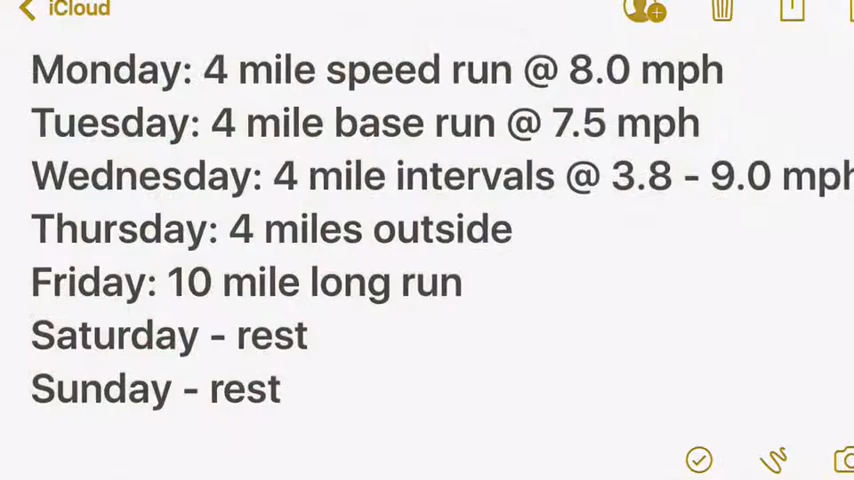 iCloud
Monday: 4 mile speed run @ 8.0 mph
Tuesday: 4 mile base run @ 7.5 mph
Wednesday: 4 mile intervals @ 3.8 - 9.0 mph
Thursday: 4 miles outside
Friday: 10 mile long run
Saturday - rest
Sunday - rest